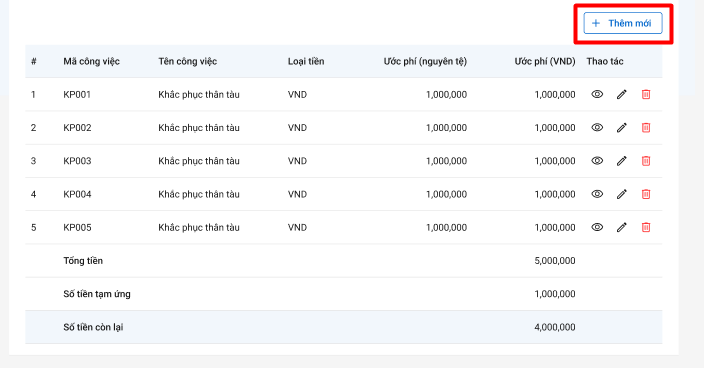 + Thêm mới
# Mã công việc Tên công việc Loại tiền Ước phí (nguyên tệ) Ước phí (VND) Thao tác
1 KP001 Khắc phục thân tàu VND 1,000,000 1,000,000
2 KP002 Khắc phục thân tàu VND 1,000,000 1,000,000
3 KP003 Khắc phục thân tàu VND 1,000,000 1,000,000
4 KP004 Khắc phục thân tàu VND 1,000,000 1,000,000
5 KP005 Khắc phục thân tàu VND 1,000,000 1,000,000
Tổng tiền 5,000,000
Số tiền tạm ứng 1,000,000
Số tiền còn lại 4,000,000